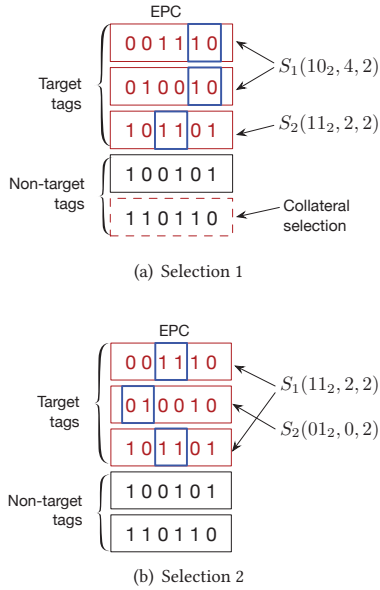 EPC
0 0 1 1 1 0
S₁(10₂, 4, 2)
Target
tags
0 1 0 0 1 0
1 0 1 1 0 1
S₂(11₂, 2, 2)
Non-target
tags
1 0 0 1 0 1
1 1 0 1 1 0
Collateral
selection
(a) Selection 1
EPC
0 0 1 1 1 0
S₁(11₂, 2, 2)
Target
tags
0 1 0 0 1 0
S₂(01₂, 0, 2)
1 0 1 1 0 1
Non-target
tags
1 0 0 1 0 1
1 1 0 1 1 0
(b) Selection 2